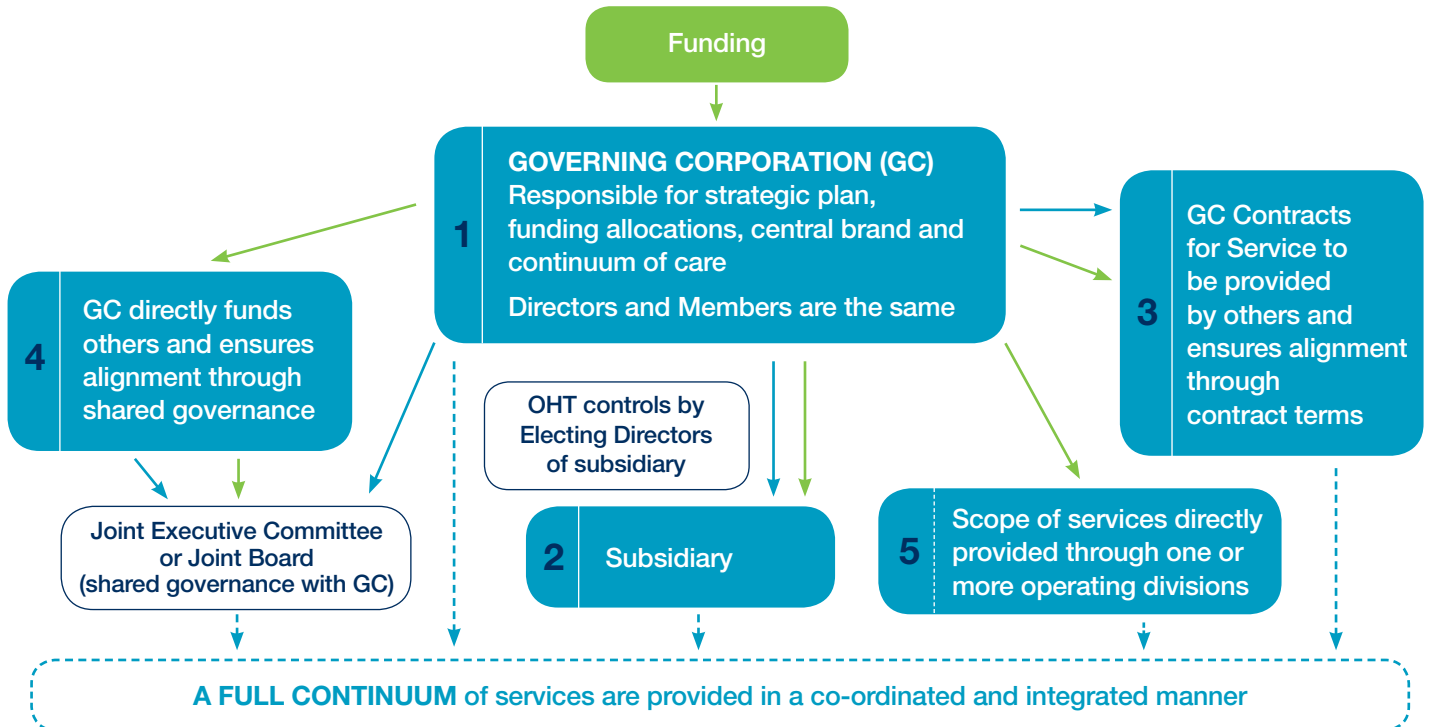 Funding
1
GOVERNING CORPORATION (GC)
Responsible for strategic plan,
funding allocations, central brand and
continuum of care
Directors and Members are the same
4
GC directly funds
others and ensures
alignment through
shared governance
3
GC Contracts
for Service to
be provided
by others and
ensures alignment
through
contract terms
OHT controls by
Electing Directors
of subsidiary
Joint Executive Committee
or Joint Board
(shared governance with GC)
2
Subsidiary
5
Scope of services directly
provided through one or
more operating divisions
A FULL CONTINUUM of services are provided in a co-ordinated and integrated manner